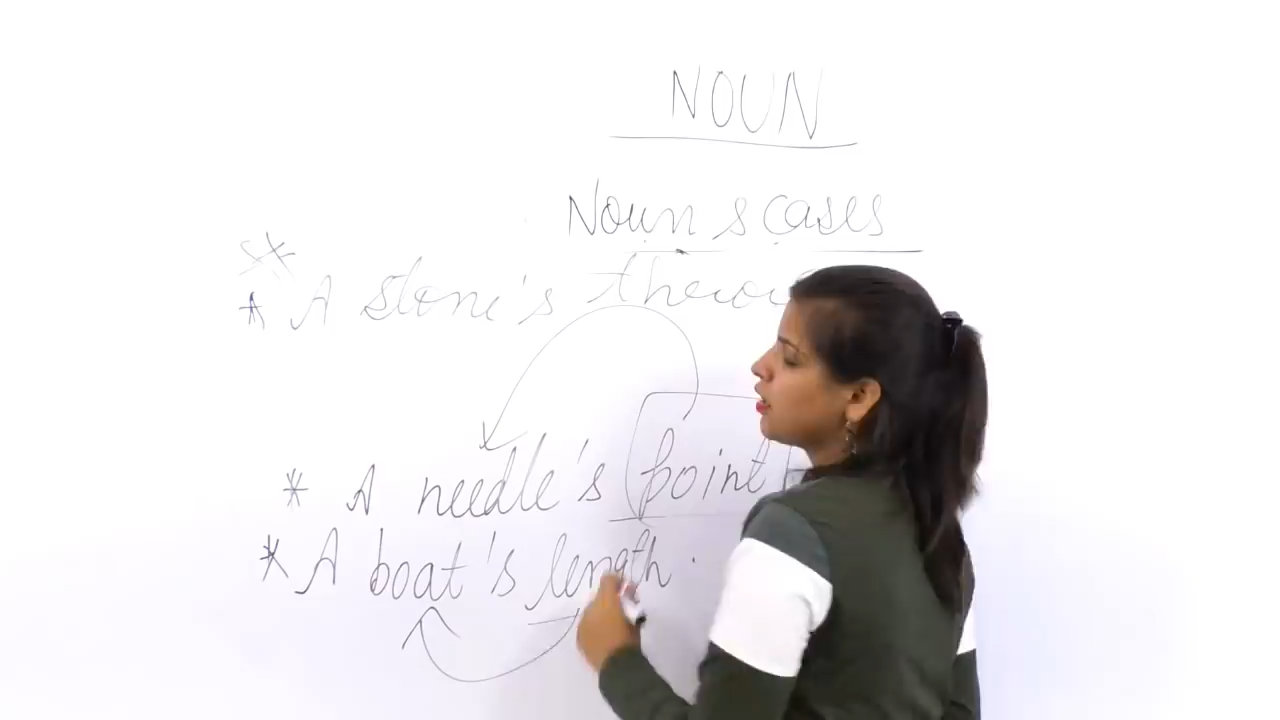 NOUN
Noun s cases
* A stone's
* A needle's point
* A boat's length.